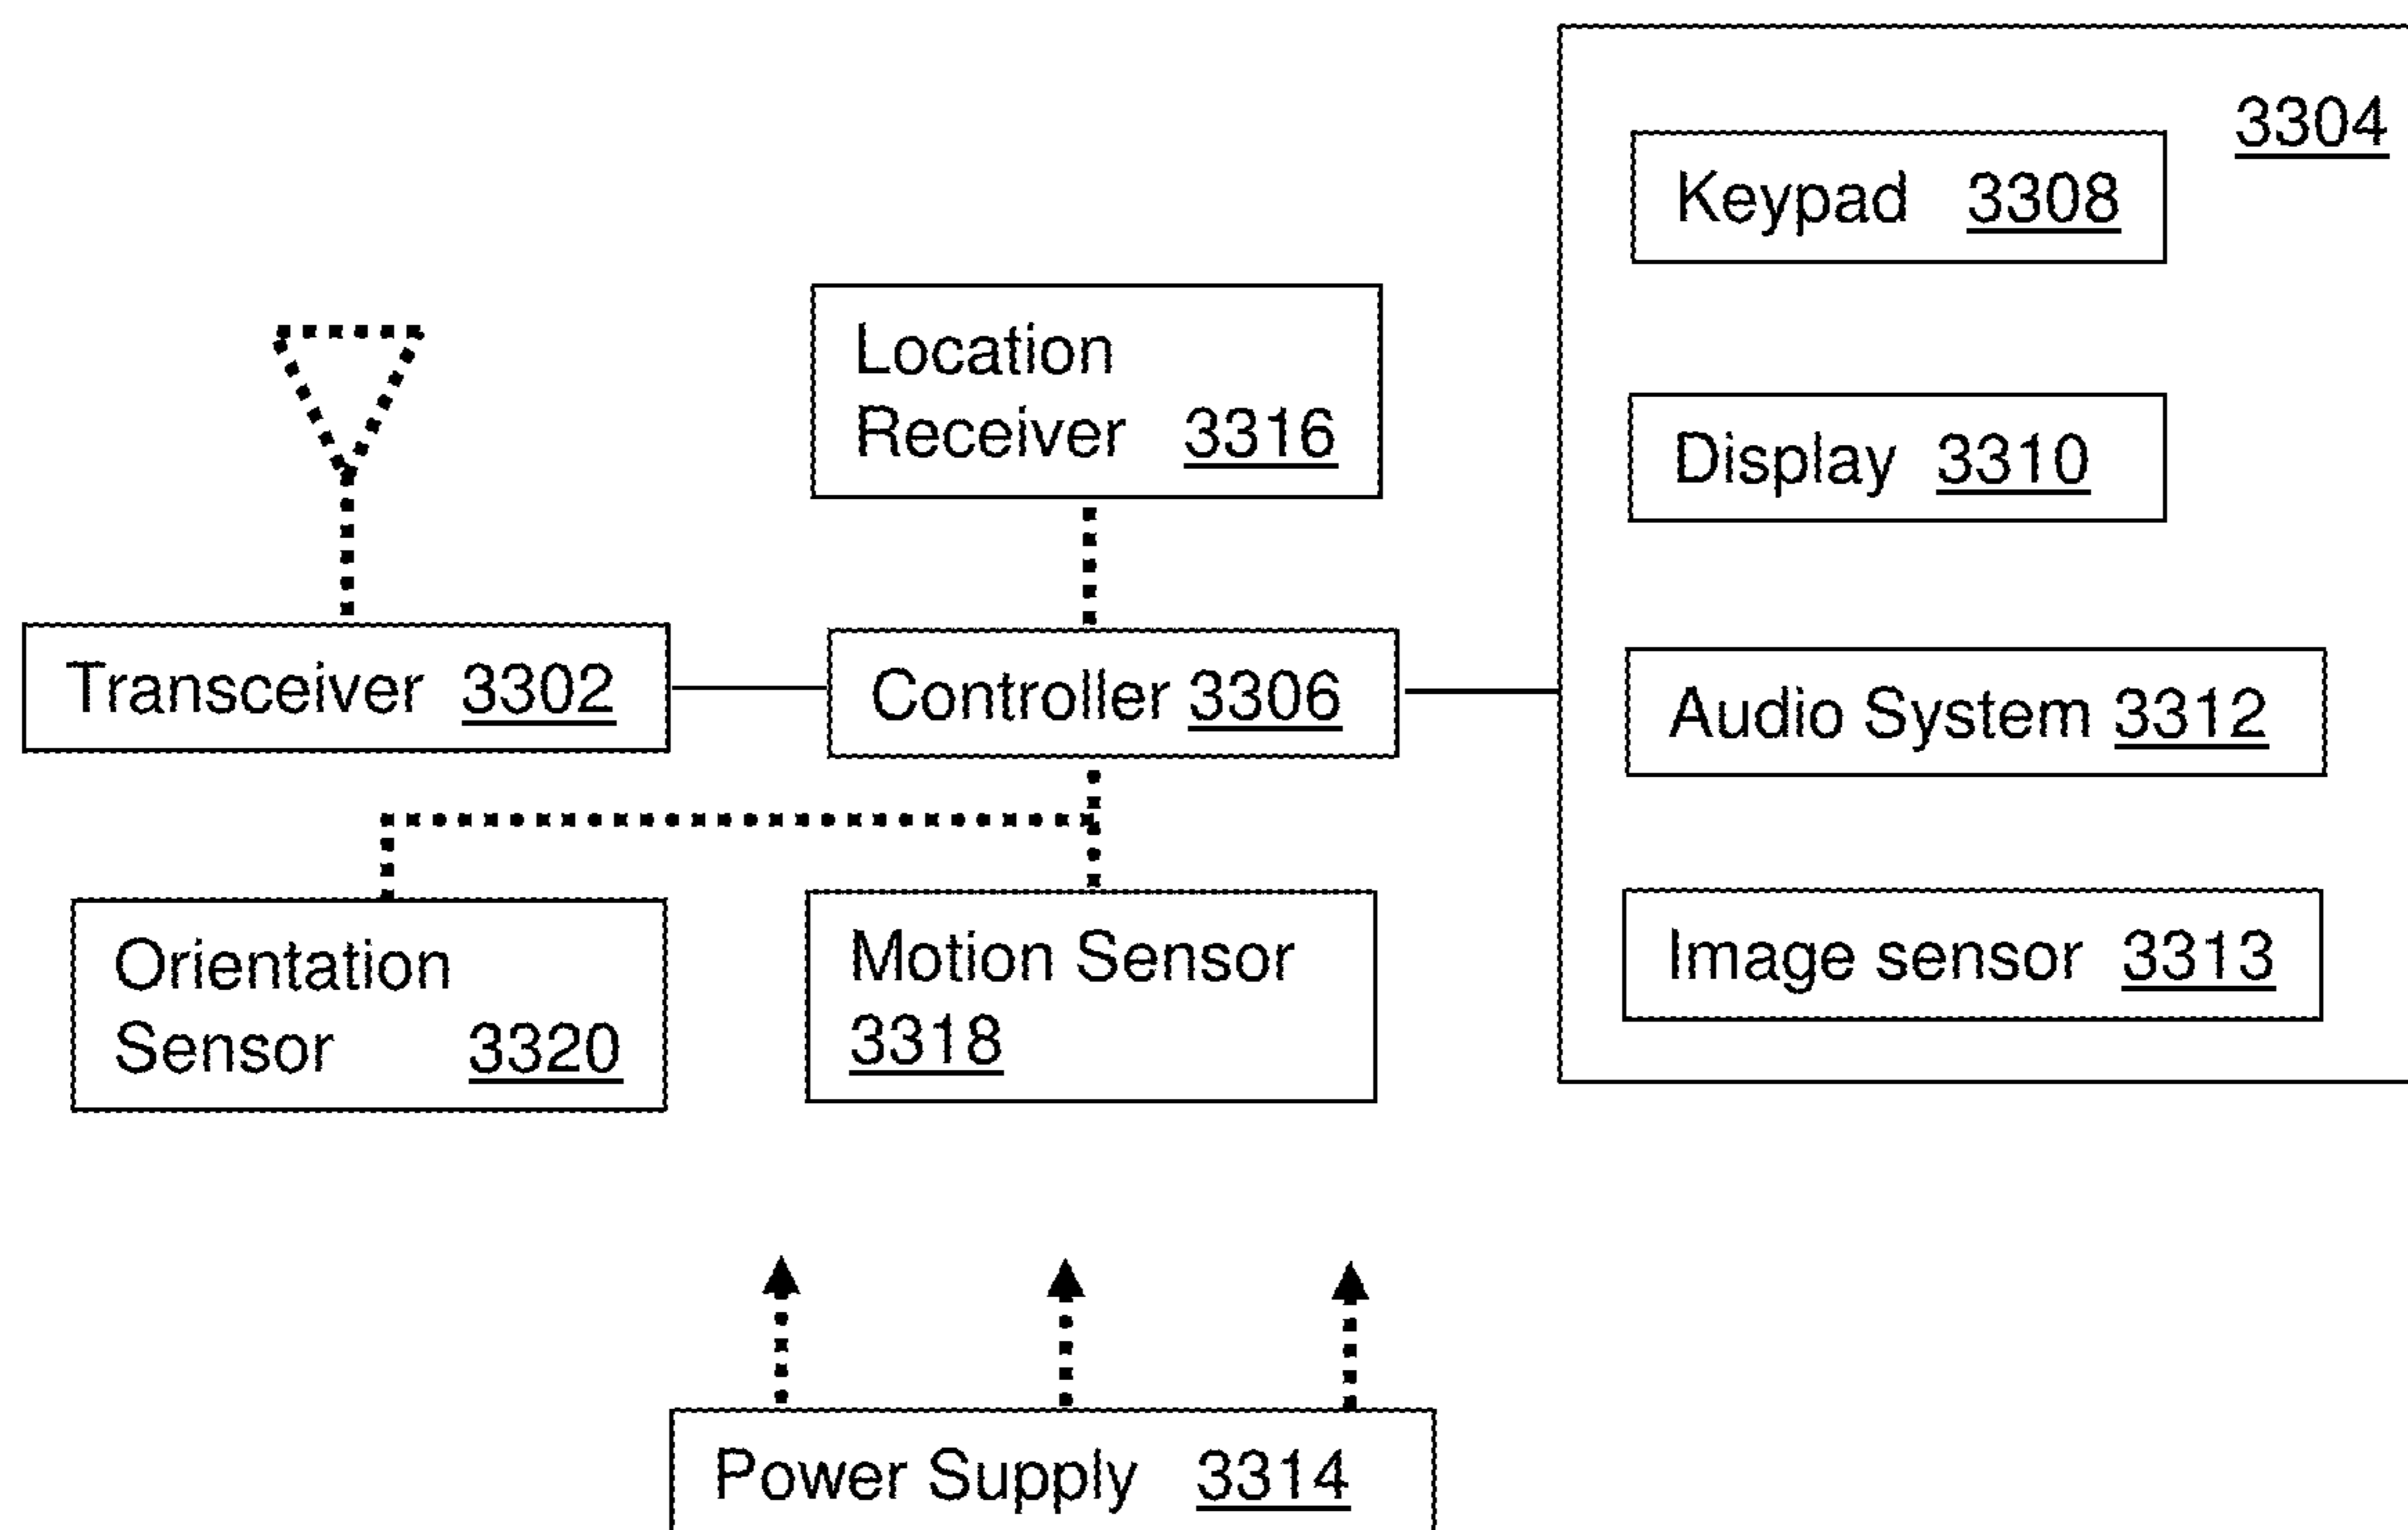 3304
Keypad 3308
Location
Receiver 3316
Display 3310
Transceiver 3302
Controller 3306
Audio System 3312
Orientation
Sensor 3320
Motion Sensor
3318
Image sensor 3313
Power Supply 3314